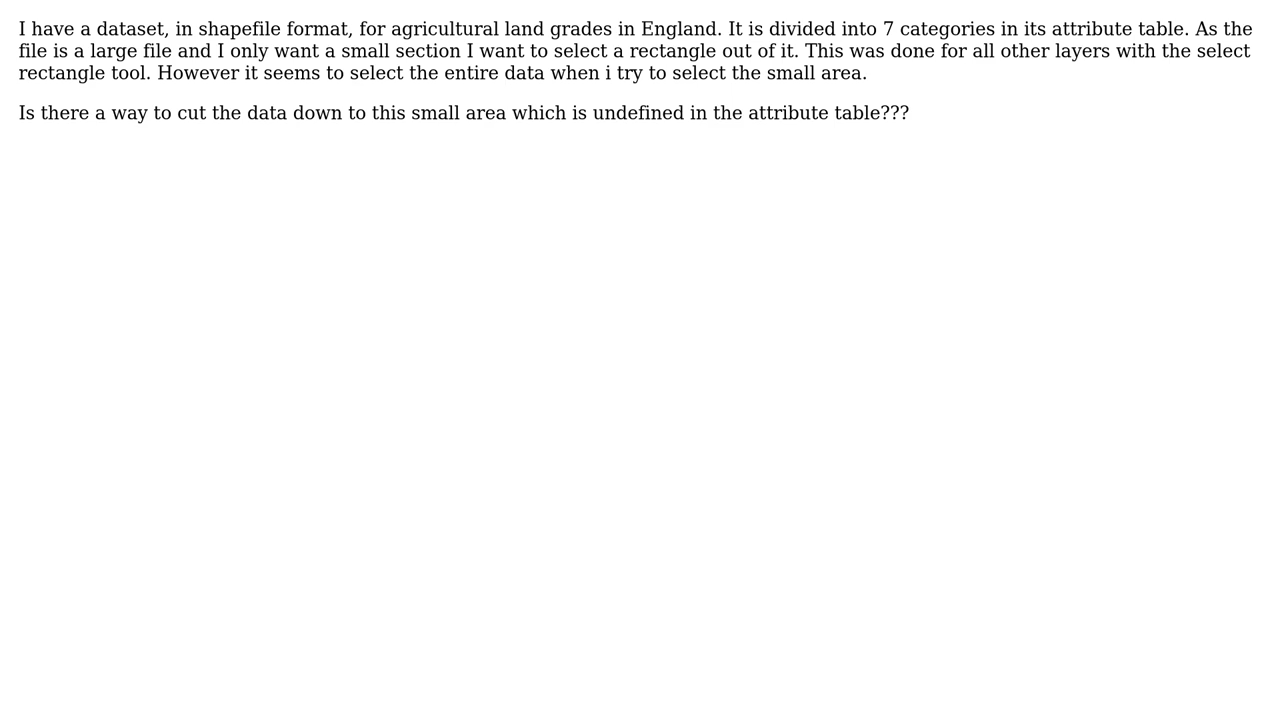 I have a dataset, in shapefile format, for agricultural land grades in England. It is divided into 7 categories in its attribute table. As the
file is a large file and I only want a small section I want to select a rectangle out of it. This was done for all other layers with the select
rectangle tool. However it seems to select the entire data when i try to select the small area.
Is there a way to cut the data down to this small area which is undefined in the attribute table???